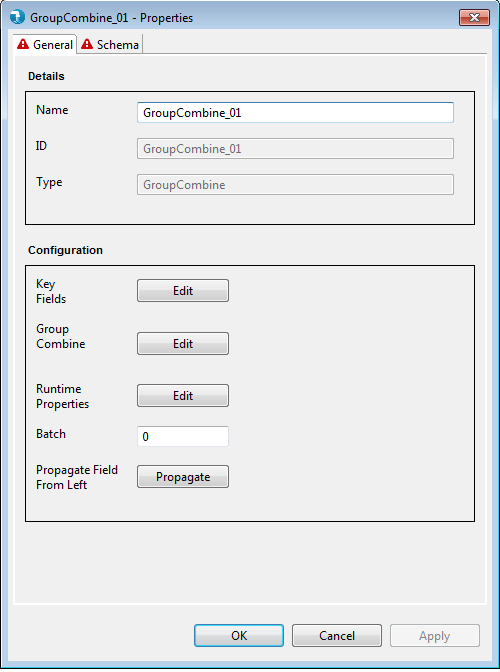 GroupCombine_01 - Properties
General Schema
Details
Name GroupCombine_01
ID GroupCombine_01
Type GroupCombine
Configuration
Key
Fields
Edit
Group
Combine
Edit
Runtime
Properties
Edit
Batch 0
Propagate Field
From Left
Propagate
OK Cancel Apply